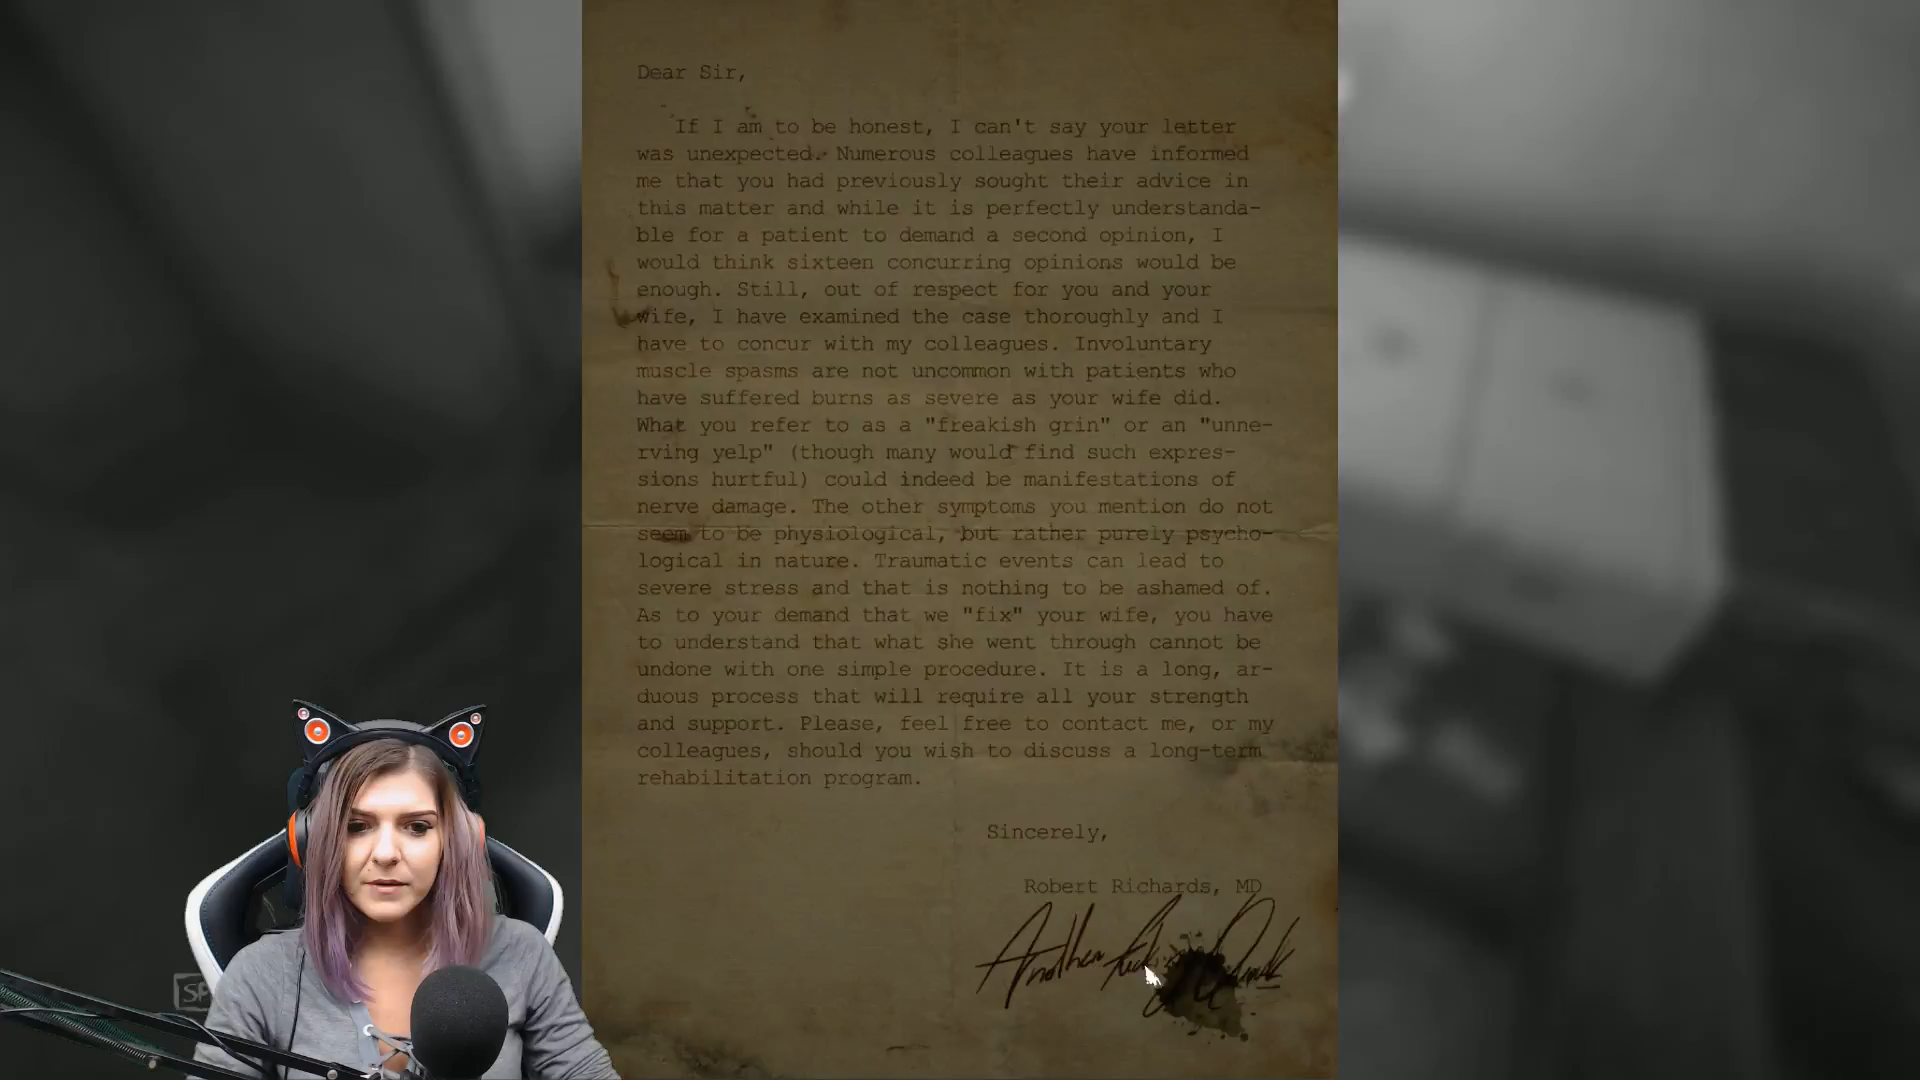 Dear Sir,
If I am to be honest, I can't say your letter
was unexpected. Numerous colleagues have informed
me that you had previously sought their advice in
this matter and while it is perfectly understanda-
ble for a patient to demand a second opinion, I
would think sixteen concurring opinions would be
enough. Still, out of respect for you and your
wife, I have examined the case thoroughly and I
have to concur with my colleagues. Involuntary
muscle spasms are not uncommon with patients who
have suffered burns as severe as your wife did.
What you refer to as a "freakish grin" or an "unne-
rving yelp" (though many would find such expres-
sions hurtful) could indeed be manifestations of
nerve damage. The other symptoms you mention do not
seem to be physiological, but rather purely psycho-
logical in nature. Traumatic events can lead to
severe stress and that is nothing to be ashamed of.
As to your demand that we "fix" your wife, you have
to understand that what she went through cannot be
undone with one simple procedure. It is a long, ar-
duous process that will require all your strength
and support. Please, feel free to contact me, or my
colleagues, should you wish to discuss a long-term
rehabilitation program.
Sincerely,
Robert Richards, MD
Another